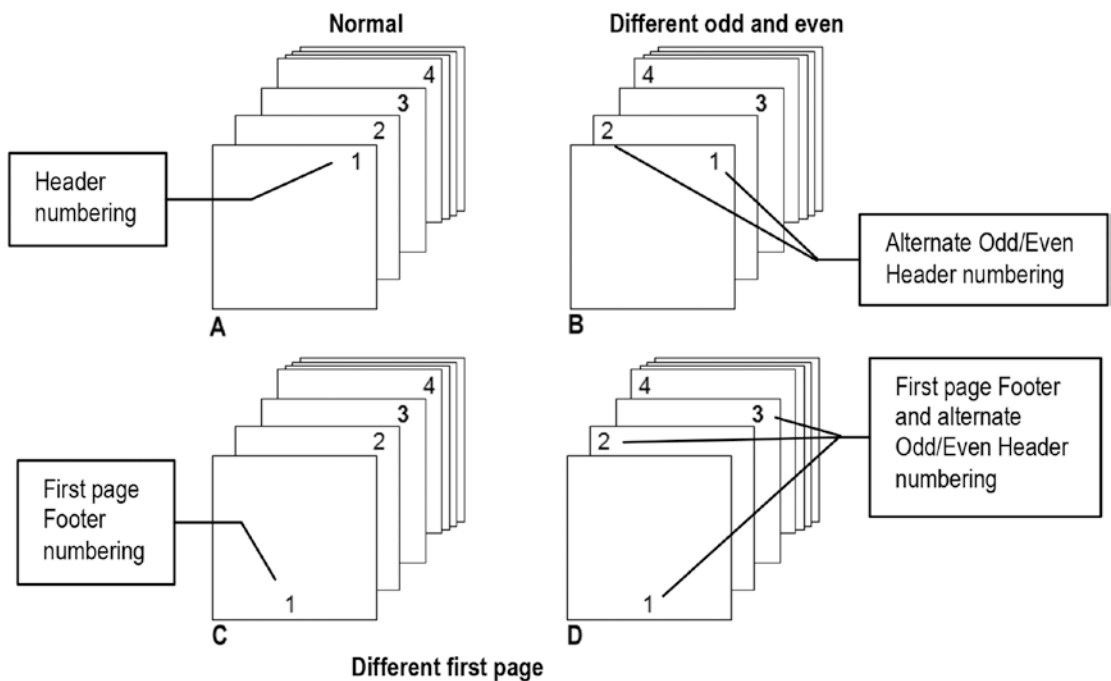 Normal
Different odd and even
4
3
2
1
Header
numbering
A
4
3
2
1
Alternate Odd/Even
Header numbering
B
4
3
2
1
First page
Footer
numbering
C
4
3
2
1
First page Footer
and alternate
Odd/Even Header
numbering
D
Different first page